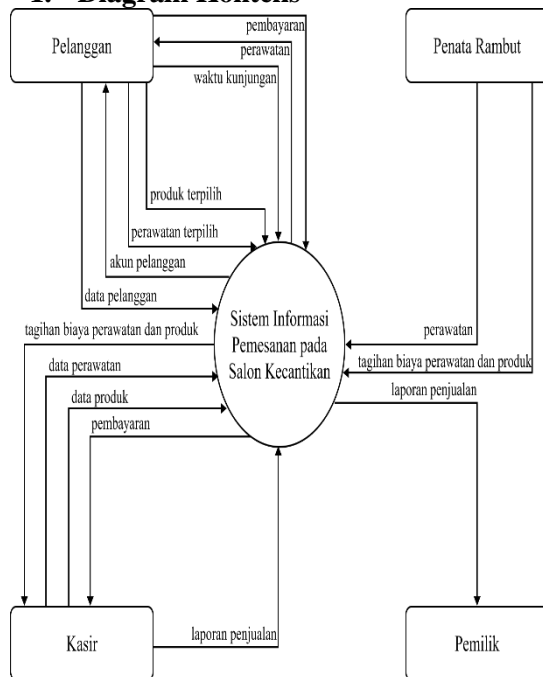 1. Diagram Konteks
Pelanggan
pembayaran
perawatan
waktu kunjungan
Penata Rambut
produk terpilih
perawatan terpilih
akun pelanggan
data pelanggan
Sistem Informasi
Pemesanan pada
Salon Kecantikan
tagihan biaya perawatan dan produk
data perawatan
data produk
pembayaran
perawatan
tagihan biaya perawatan dan produk
laporan penjualan
Kasir
laporan penjualan
Pemilik